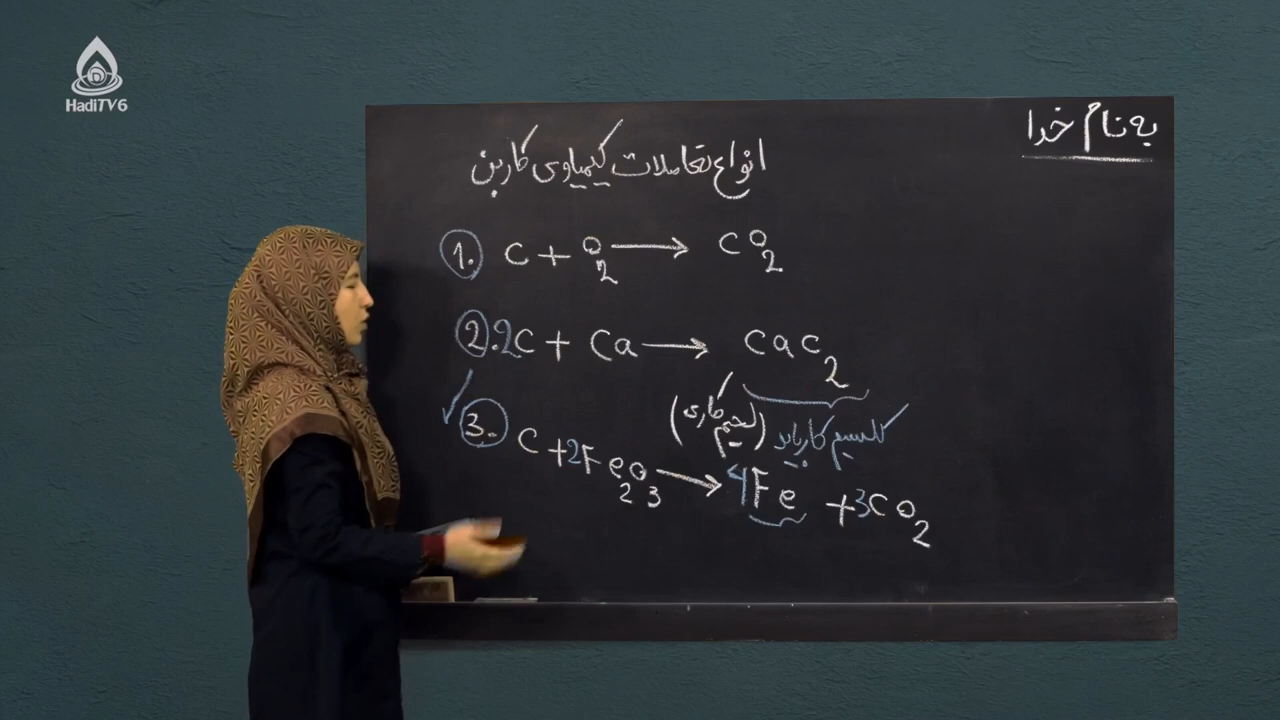 HadiTV6
به نام خدا
انواع تعاملات کیمیاوی کاربن
1. C + O2 → CO2
2. 2C + Ca → CaC2
کلسیم کارباید (لحیم کاری)
3. C + 2Fe2O3 → 4Fe + 3CO2